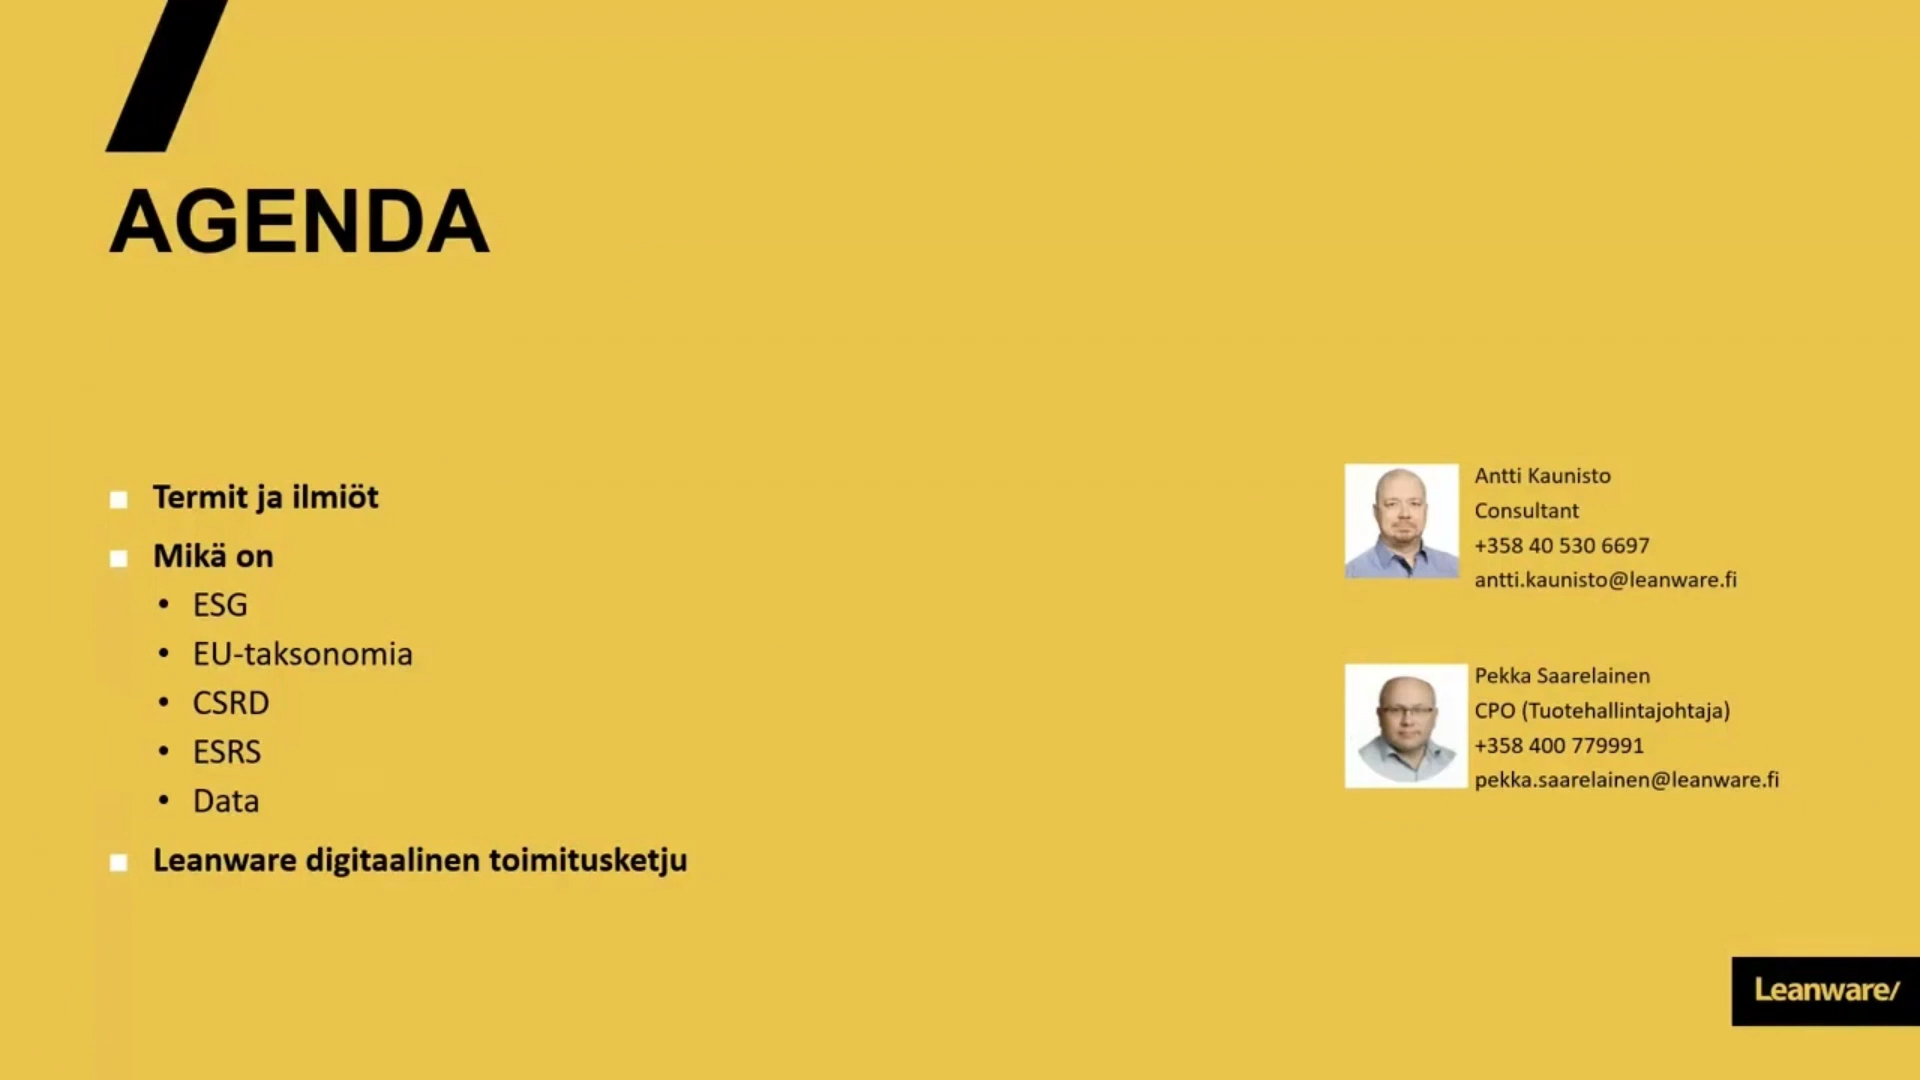 AGENDA
Termit ja ilmiöt
Mikä on
ESG
EU-taksonomia
CSRD
ESRS
Data
Leanware digitaalinen toimitusketju
Antti Kaunisto
Consultant
+358 40 530 6697
antti.kaunisto@leanware.fi
Pekka Saarelainen
CPO (Tuotehallintajohtaja)
+358 400 779991
pekka.saarelainen@leanware.fi
Leanware/